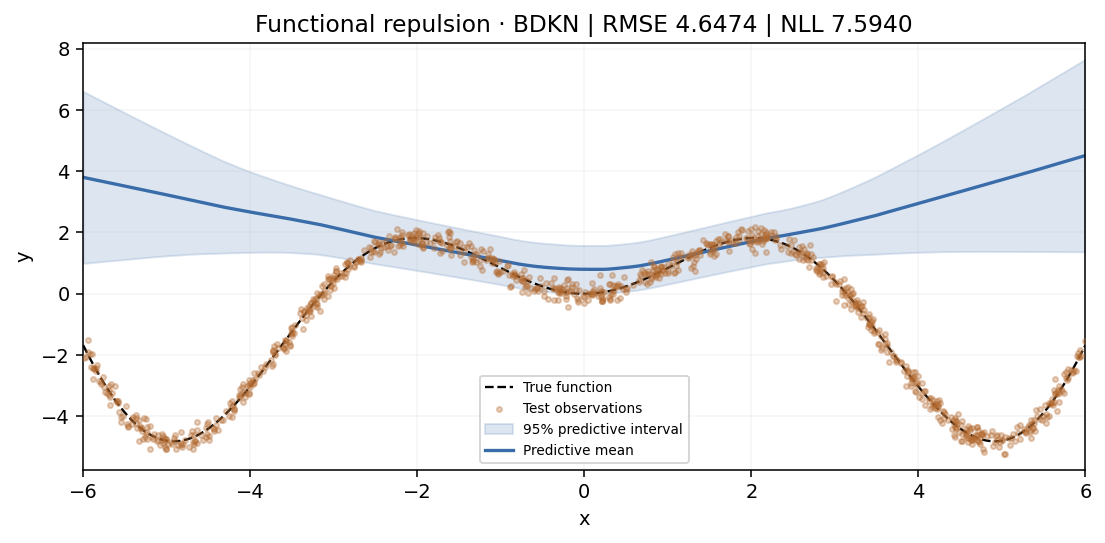 Functional repulsion · BDKN | RMSE 4.6474 | NLL 7.5940
8
6
4
2
0
−2
−4
y
True function
Test observations
95% predictive interval
Predictive mean
−6 −4 −2 0 2 4 6
x